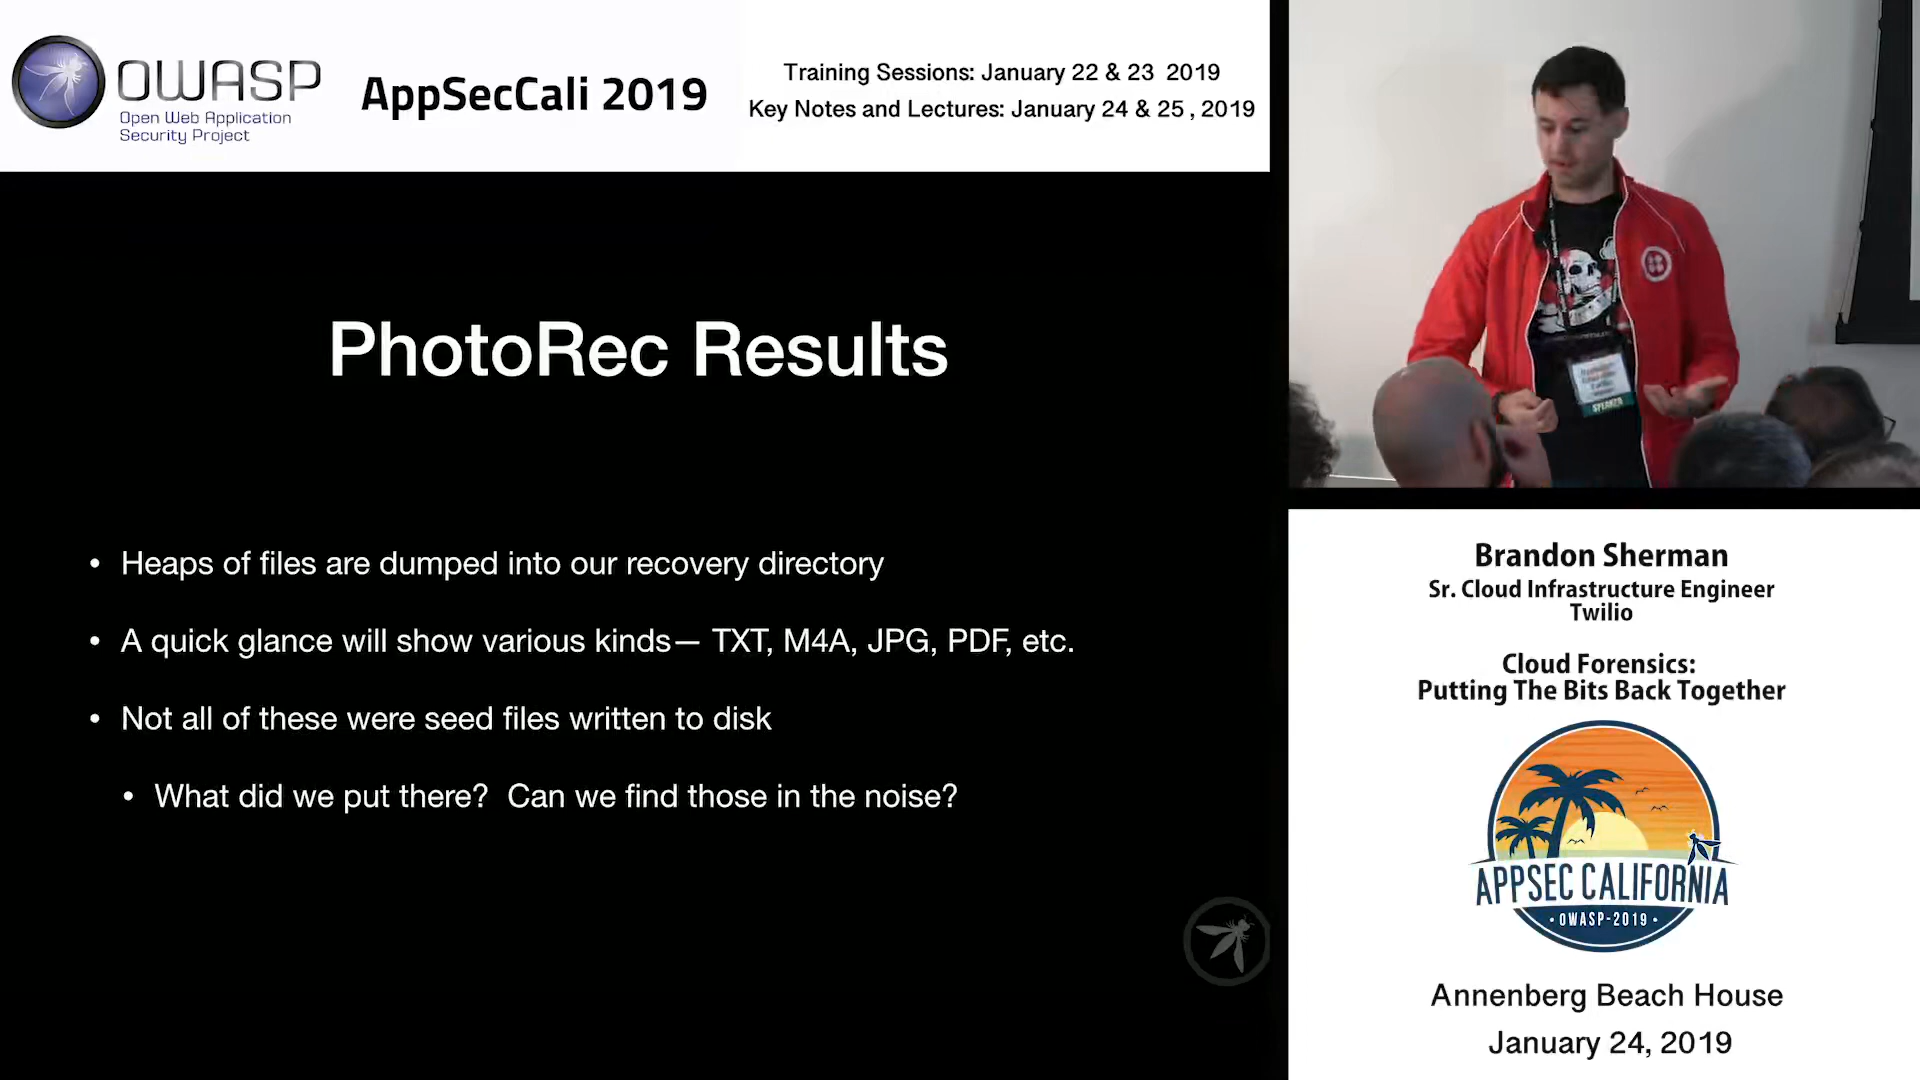 OWASP
Open Web Application
Security Project
AppSecCali 2019
Training Sessions: January 22 & 23 2019
Key Notes and Lectures: January 24 & 25 , 2019
PhotoRec Results
• Heaps of files are dumped into our recovery directory
• A quick glance will show various kinds— TXT, M4A, JPG, PDF, etc.
• Not all of these were seed files written to disk
• What did we put there? Can we find those in the noise?
SPEAKER
Brandon Sherman
Sr. Cloud Infrastructure Engineer
Twilio
Cloud Forensics:
Putting The Bits Back Together
APPSEC CALIFORNIA
• OWASP-2019 •
Annenberg Beach House
January 24, 2019